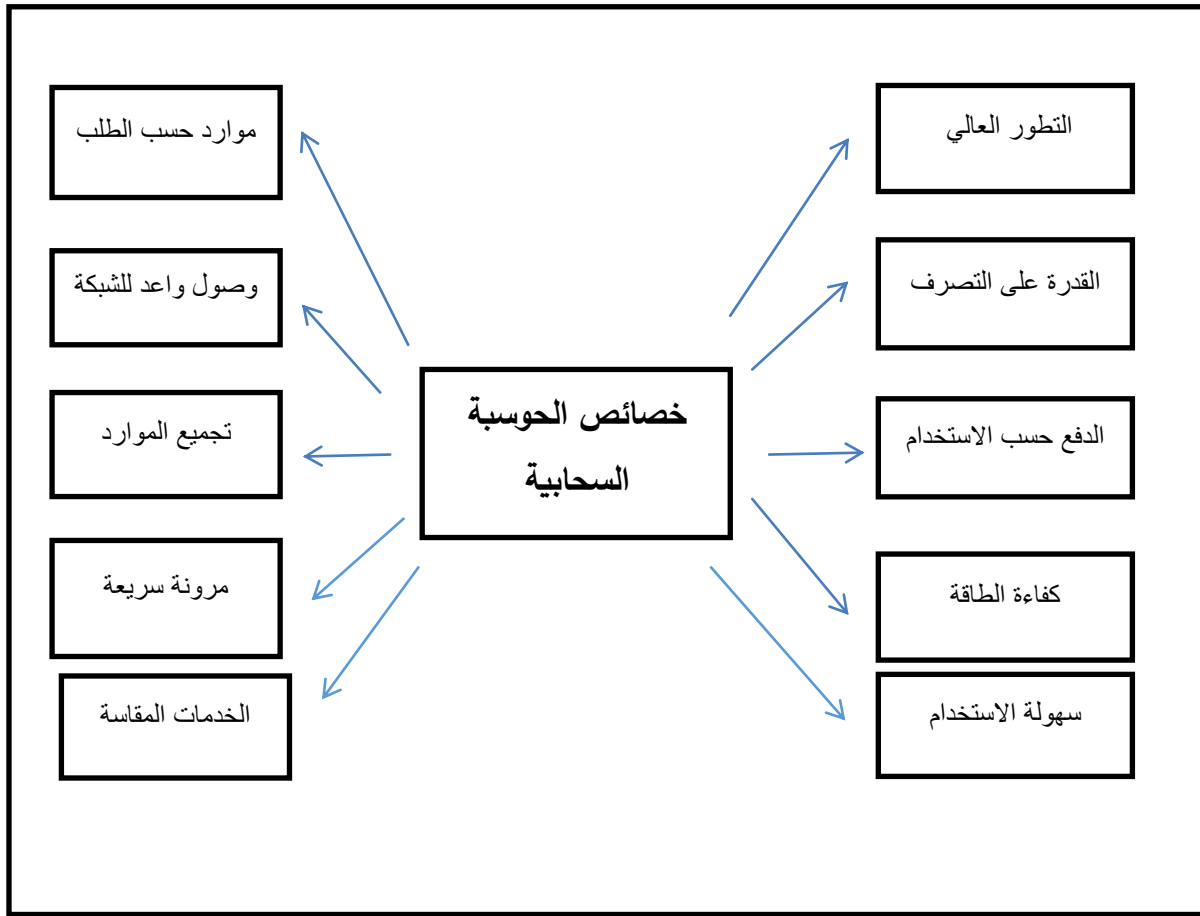 التطور العالي
موارد حسب الطلب
القدرة على التصرف
وصول واعد للشبكة
خصائص الحوسبة
السحابية
الدفع حسب الاستخدام
تجميع الموارد
كفاءة الطاقة
مرونة سريعة
سهولة الاستخدام
الخدمات المقاسة